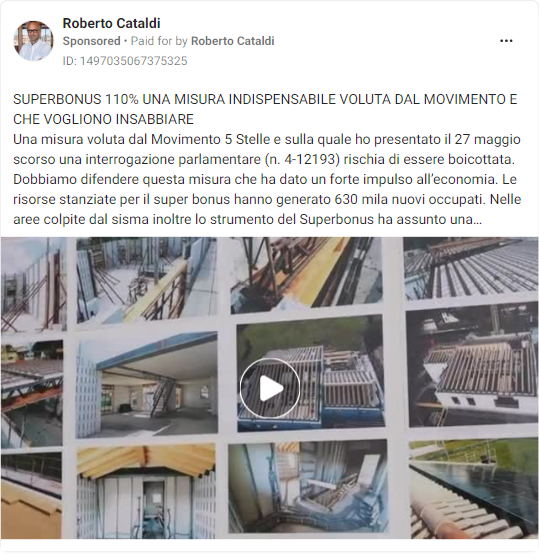 Roberto Cataldi
Sponsored • Paid for by Roberto Cataldi
ID: 1497035067375325
SUPERBONUS 110% UNA MISURA INDISPENSABILE VOLUTA DAL MOVIMENTO E
CHE VOGLIONO INSABBIARE
Una misura voluta dal Movimento 5 Stelle e sulla quale ho presentato il 27 maggio
scorso una interrogazione parlamentare (n. 4-12193) rischia di essere boicottata.
Dobbiamo difendere questa misura che ha dato un forte impulso all’economia. Le
risorse stanziate per il super bonus hanno generato 630 mila nuovi occupati. Nelle
aree colpite dal sisma inoltre lo strumento del Superbonus ha assunto una...